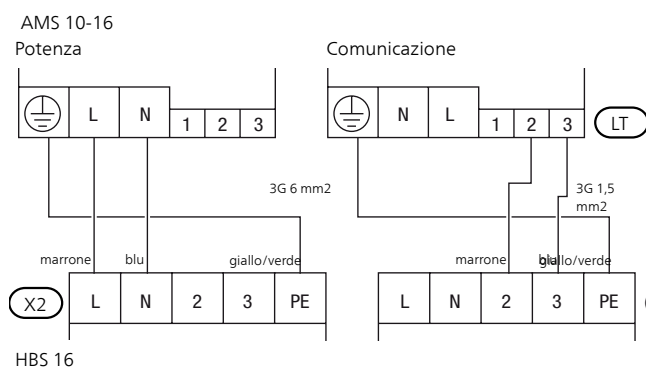 AMS 10-16
Potenza
Comunicazione
L N 1 2 3
N L 1 2 3 LT
3G 6 mm2
3G 1,5
mm2
marrone blu giallo/verde
marrone blu giallo/verde
X2 L N 2 3 PE
L N 2 3 PE
HBS 16